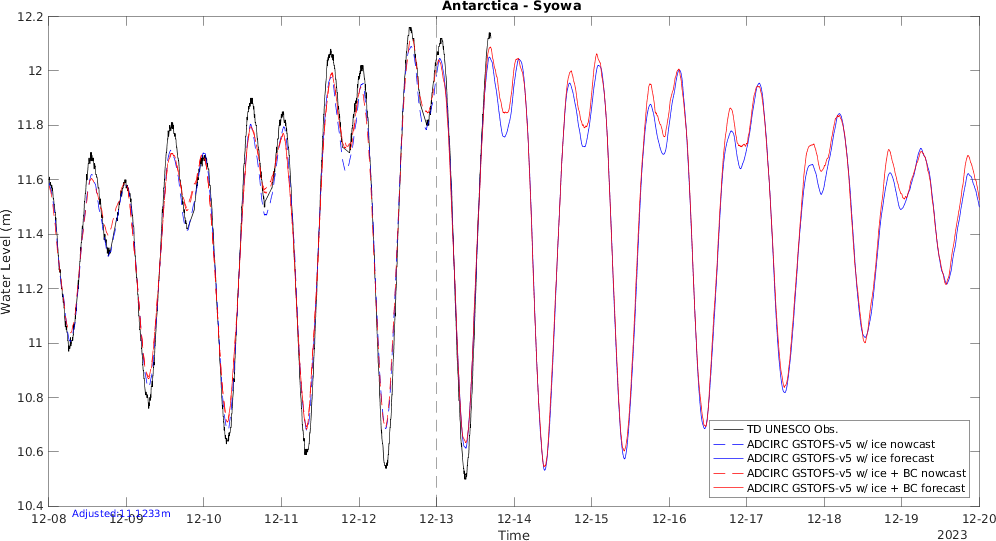 Antarctica - Syowa
12.2
12
11.8
11.6
11.4
11.2
11
10.8
10.6
10.4
Water Level (m)
TD UNESCO Obs.
ADCIRC GSTOFS-v5 w/ ice nowcast
ADCIRC GSTOFS-v5 w/ ice forecast
ADCIRC GSTOFS-v5 w/ ice + BC nowcast
ADCIRC GSTOFS-v5 w/ ice + BC forecast
Adjusted:11.1233m
12-08 12-09 12-10 12-11 12-12 12-13 12-14 12-15 12-16 12-17 12-18 12-19 12-20
Time
2023